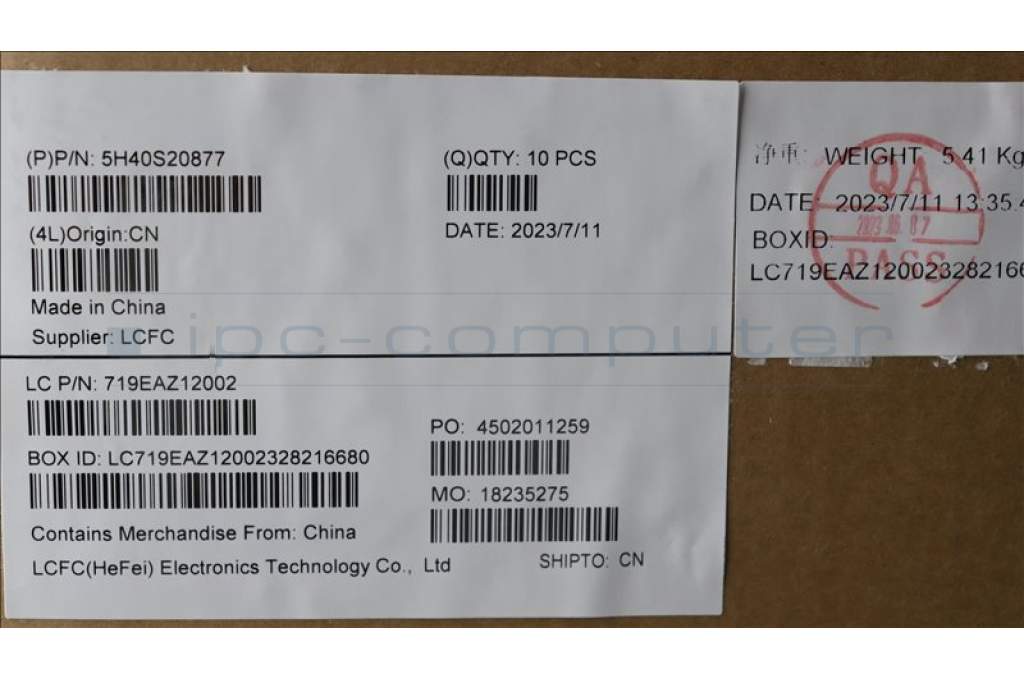 (P)P/N: 5H40S20877
(Q)QTY: 10 PCS
DATE: 2023/7/11
(4L)Origin:CN
Made in China
Supplier: LCFC
净重: WEIGHT 5.41 Kg
DATE: 2023/7/11 13:35:4
BOXID:
LC719EAZ120023282166
QA
PASS
ipc-computer
LC P/N: 719EAZ12002
PO: 4502011259
BOX ID: LC719EAZ12002328216680
MO: 18235275
Contains Merchandise From: China
LCFC(HeFei) Electronics Technology Co., Ltd
SHIPTO: CN